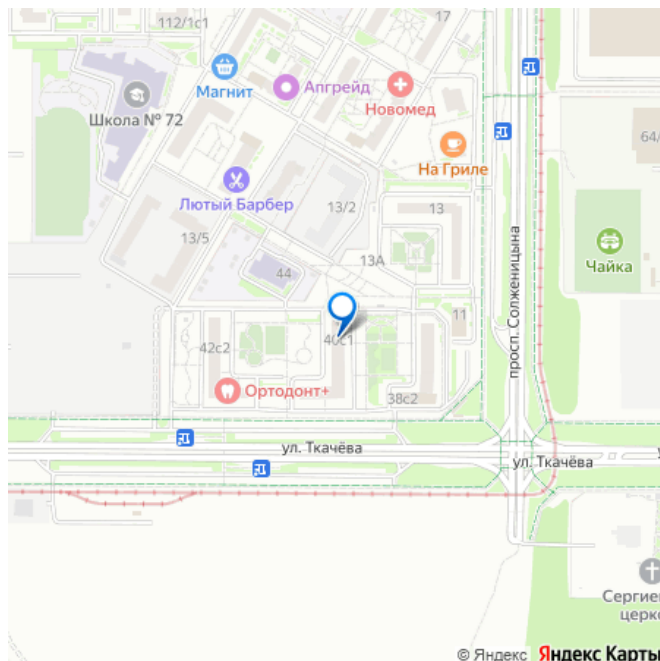 112/1с1
17
Магнит
Апгрейд
Новомед
Школа № 72
На Гриле
64/
Лютый Барбер
13/2
13
13/5
13А
Чайка
44
просп. Солженицына
11
40с1
42с2
Ортодонт+
38с2
ул. Ткачёва
ул. Ткачёва
у
Сергие
церк
© Яндекс Яндекс Карты